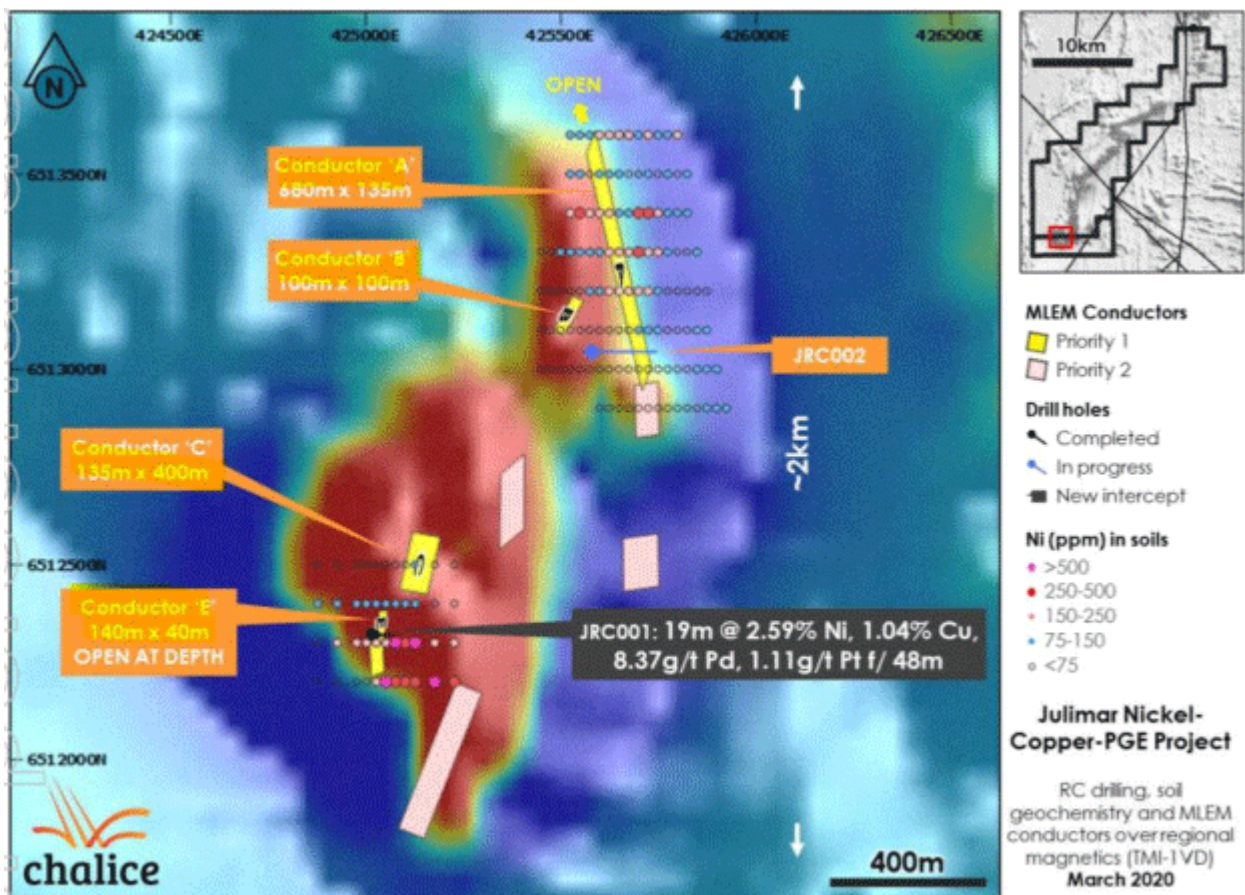 424500E 425000E 425500E 426000E 426500E
N
OPEN
6513500N
Conductor 'A'
680m x 135m
Conductor 'B'
100m x 100m
JRC002
6513000N
~2km
Conductor 'C'
135m x 400m
6512500N
Conductor 'E'
140m x 40m
OPEN AT DEPTH
JRC001: 19m @ 2.59% Ni, 1.04% Cu,
8.37g/t Pd, 1.11g/t Pt f/ 48m
6512000N
chalice
400m
10km
MLEM Conductors
Priority 1
Priority 2
Drill holes
Completed
In progress
New intercept
Ni (ppm) in soils
>500
250-500
150-250
75-150
<75
Julimar Nickel-
Copper-PGE Project
RC drilling, soil
geochemistry and MLEM
conductors over regional
magnetics (TMI-1VD)
March 2020